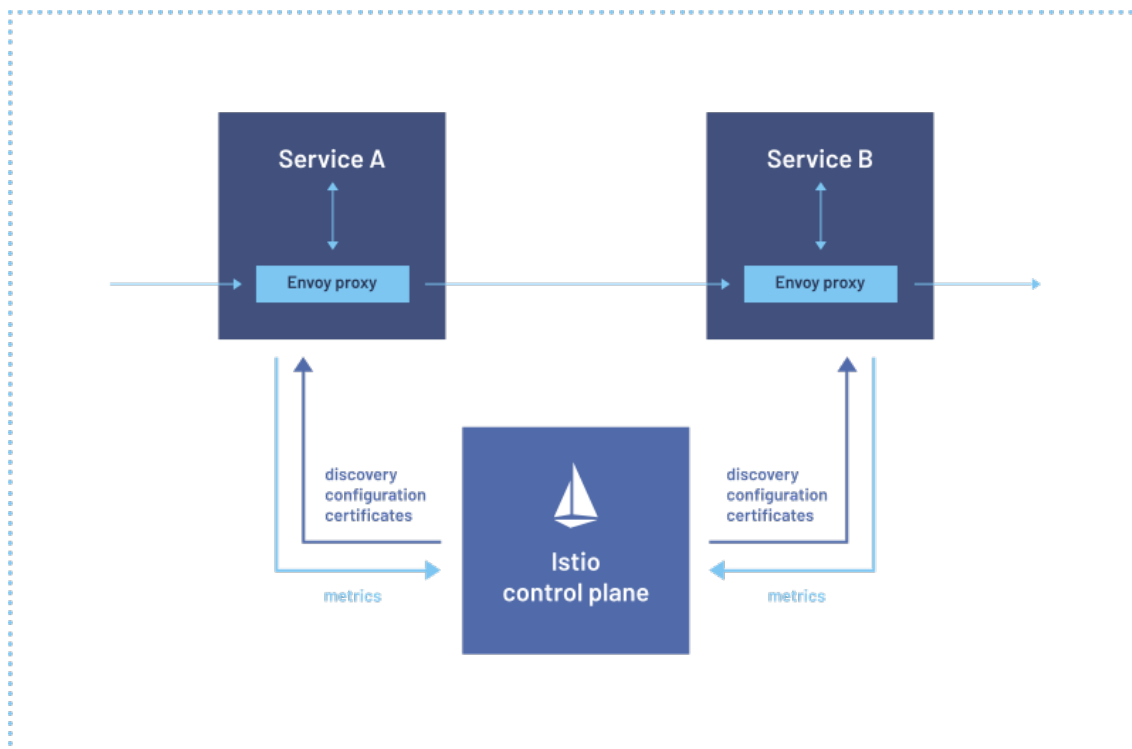 Service A
Service B
Envoy proxy
Envoy proxy
discovery
configuration
certificates
discovery
configuration
certificates
Istio
control plane
metrics
metrics